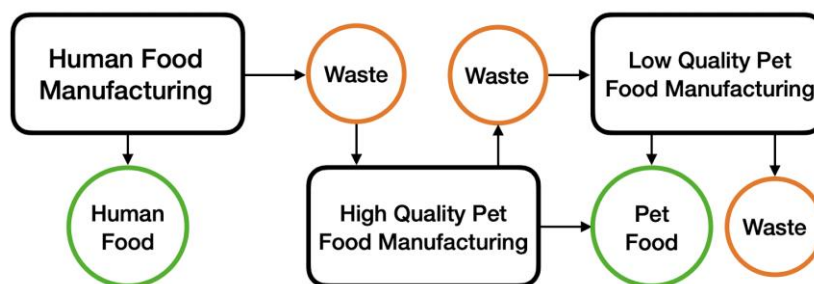 Human Food
Manufacturing
Waste
Waste
Low Quality Pet
Food Manufacturing
Human
Food
High Quality Pet
Food Manufacturing
Pet
Food
Waste